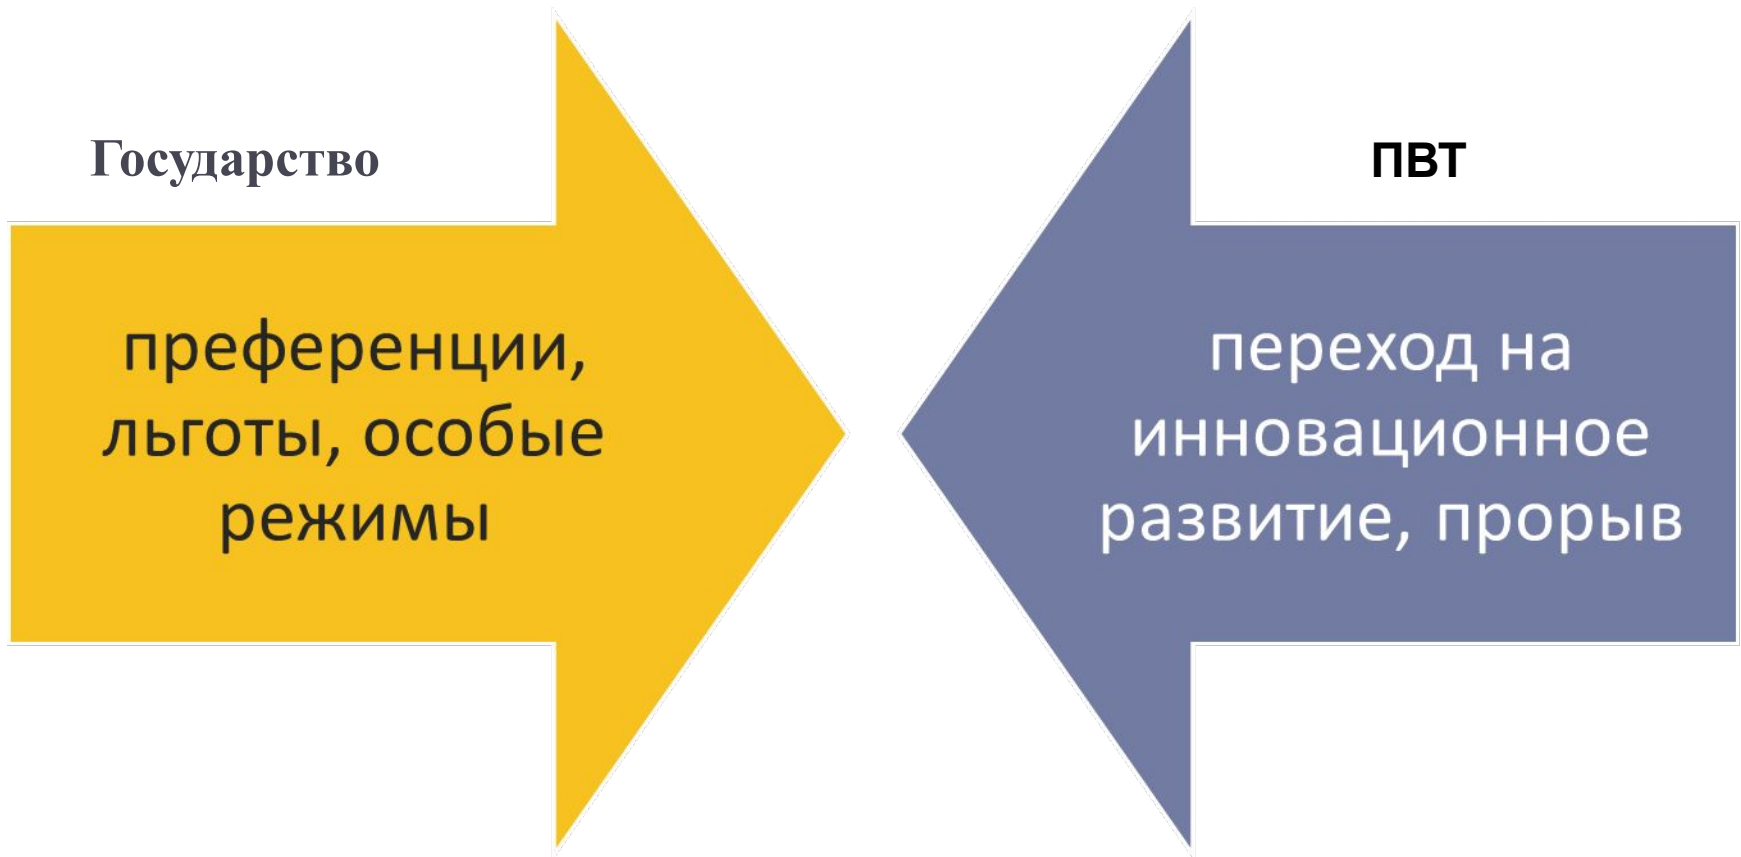 Государство
преференции,
льготы, особые
режимы
ПВТ
переход на
инновационное
развитие, прорыв